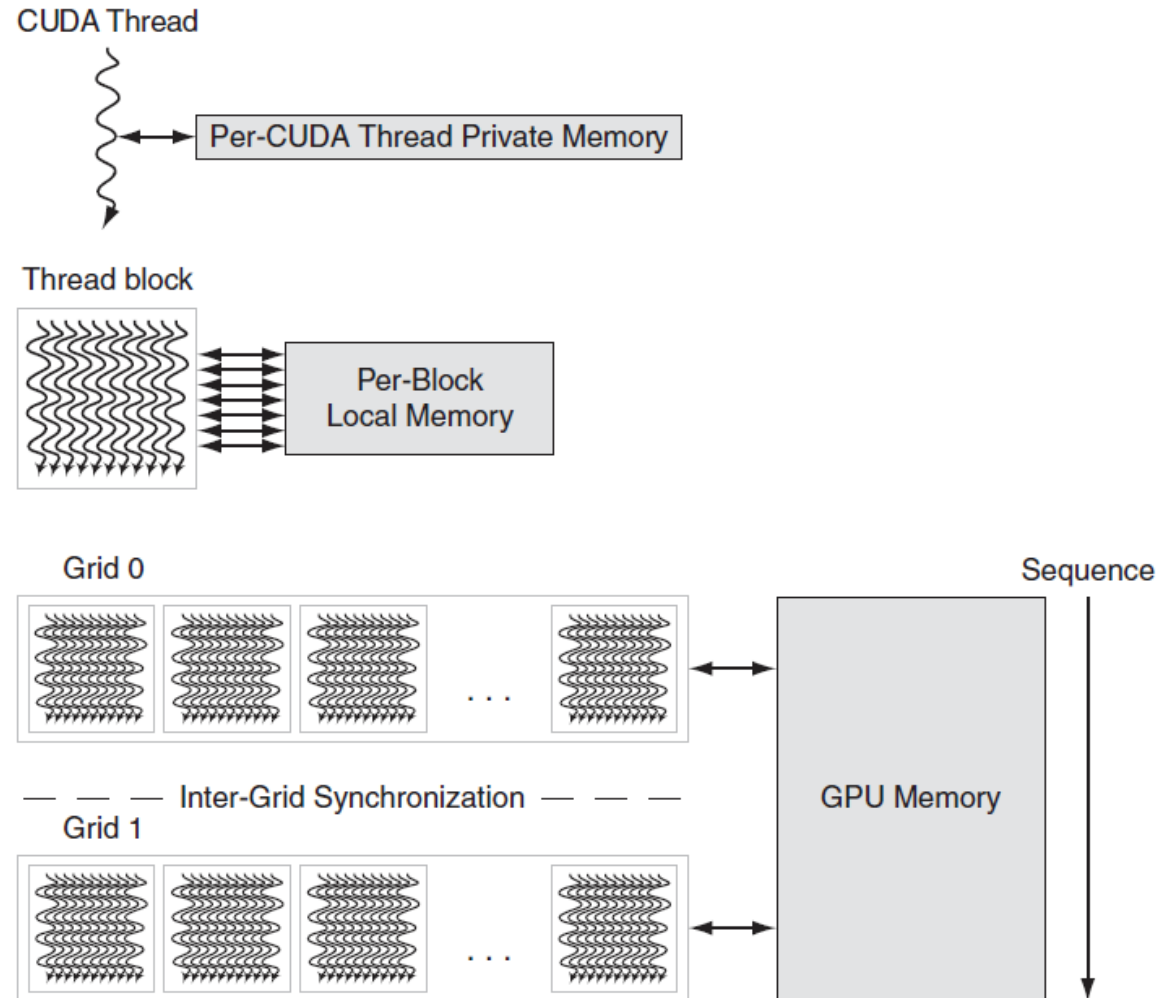 CUDA Thread
Per-CUDA Thread Private Memory
Thread block
Per-Block
Local Memory
Grid 0
Sequence
. . .
Inter-Grid Synchronization
GPU Memory
Grid 1
. . .